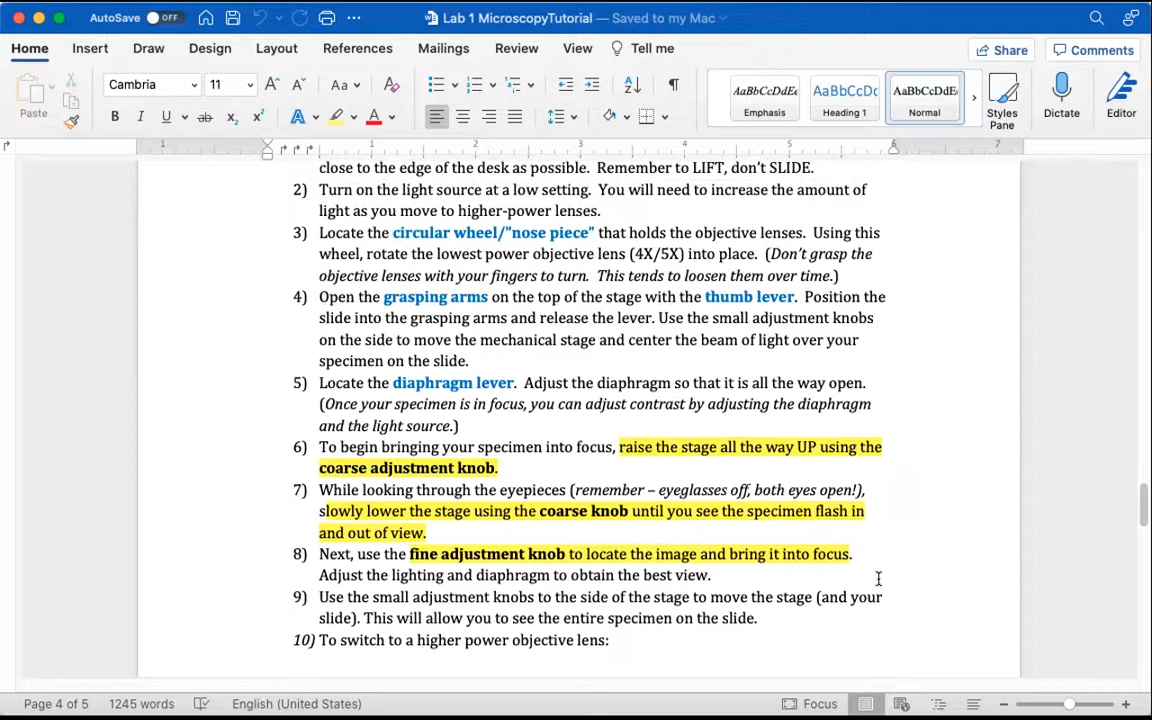 AutoSave OFF Lab 1 MicroscopyTutorial — Saved to my Mac
Home Insert Draw Design Layout References Mailings Review View Tell me Share Comments
Paste Cambria 11 Aa AaBbCcDdEe AaBbCcDc AaBbCcDdEe
Emphasis Heading 1 Normal Styles Pane Dictate Editor
1 1 2 3 4 5 6 7
close to the edge of the desk as possible. Remember to LIFT, don't SLIDE.
2) Turn on the light source at a low setting. You will need to increase the amount of
light as you move to higher-power lenses.
3) Locate the circular wheel/"nose piece" that holds the objective lenses. Using this
wheel, rotate the lowest power objective lens (4X/5X) into place. (Don't grasp the
objective lenses with your fingers to turn. This tends to loosen them over time.)
4) Open the grasping arms on the top of the stage with the thumb lever. Position the
slide into the grasping arms and release the lever. Use the small adjustment knobs
on the side to move the mechanical stage and center the beam of light over your
specimen on the slide.
5) Locate the diaphragm lever. Adjust the diaphragm so that it is all the way open.
(Once your specimen is in focus, you can adjust contrast by adjusting the diaphragm
and the light source.)
6) To begin bringing your specimen into focus, raise the stage all the way UP using the
coarse adjustment knob.
7) While looking through the eyepieces (remember – eyeglasses off, both eyes open!),
slowly lower the stage using the coarse knob until you see the specimen flash in
and out of view.
8) Next, use the fine adjustment knob to locate the image and bring it into focus.
Adjust the lighting and diaphragm to obtain the best view.
9) Use the small adjustment knobs to the side of the stage to move the stage (and your
slide). This will allow you to see the entire specimen on the slide.
10) To switch to a higher power objective lens:
Page 4 of 5 1245 words English (United States) Focus